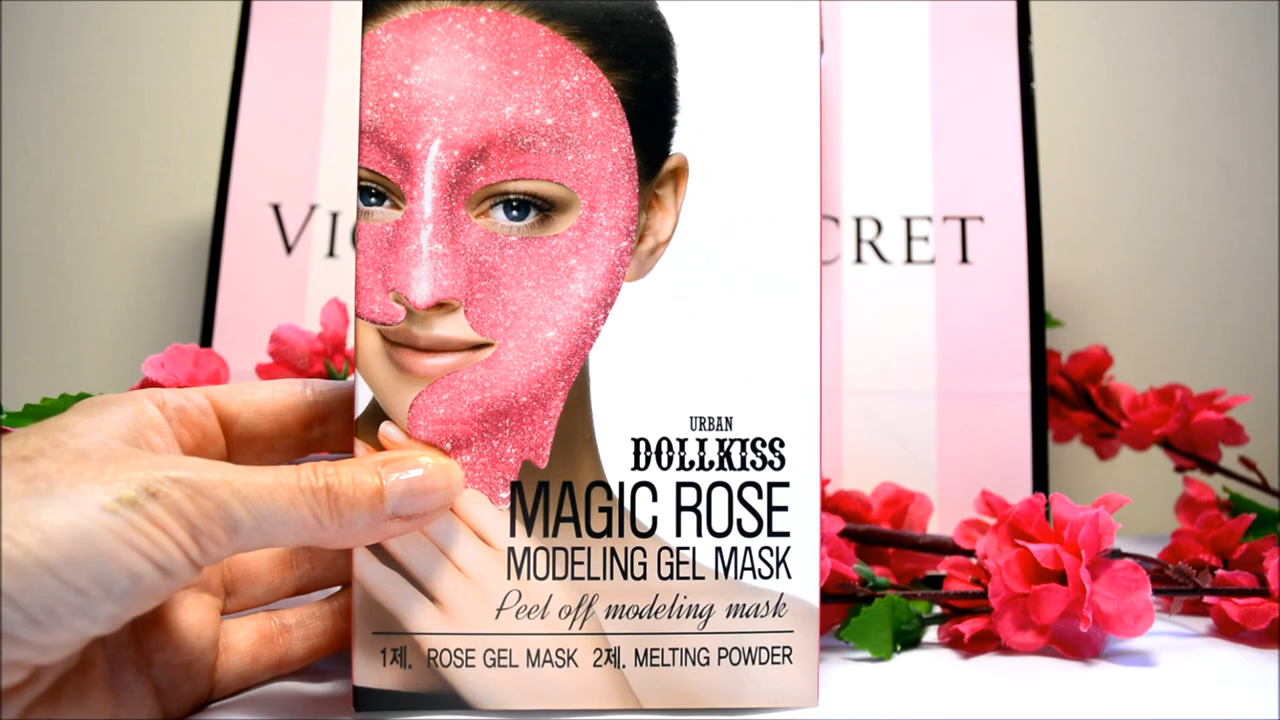 VIC
CRET
URBAN
DOLLKISS
MAGIC ROSE
MODELING GEL MASK
Peel off modeling mask
1제. ROSE GEL MASK 2제. MELTING POWDER